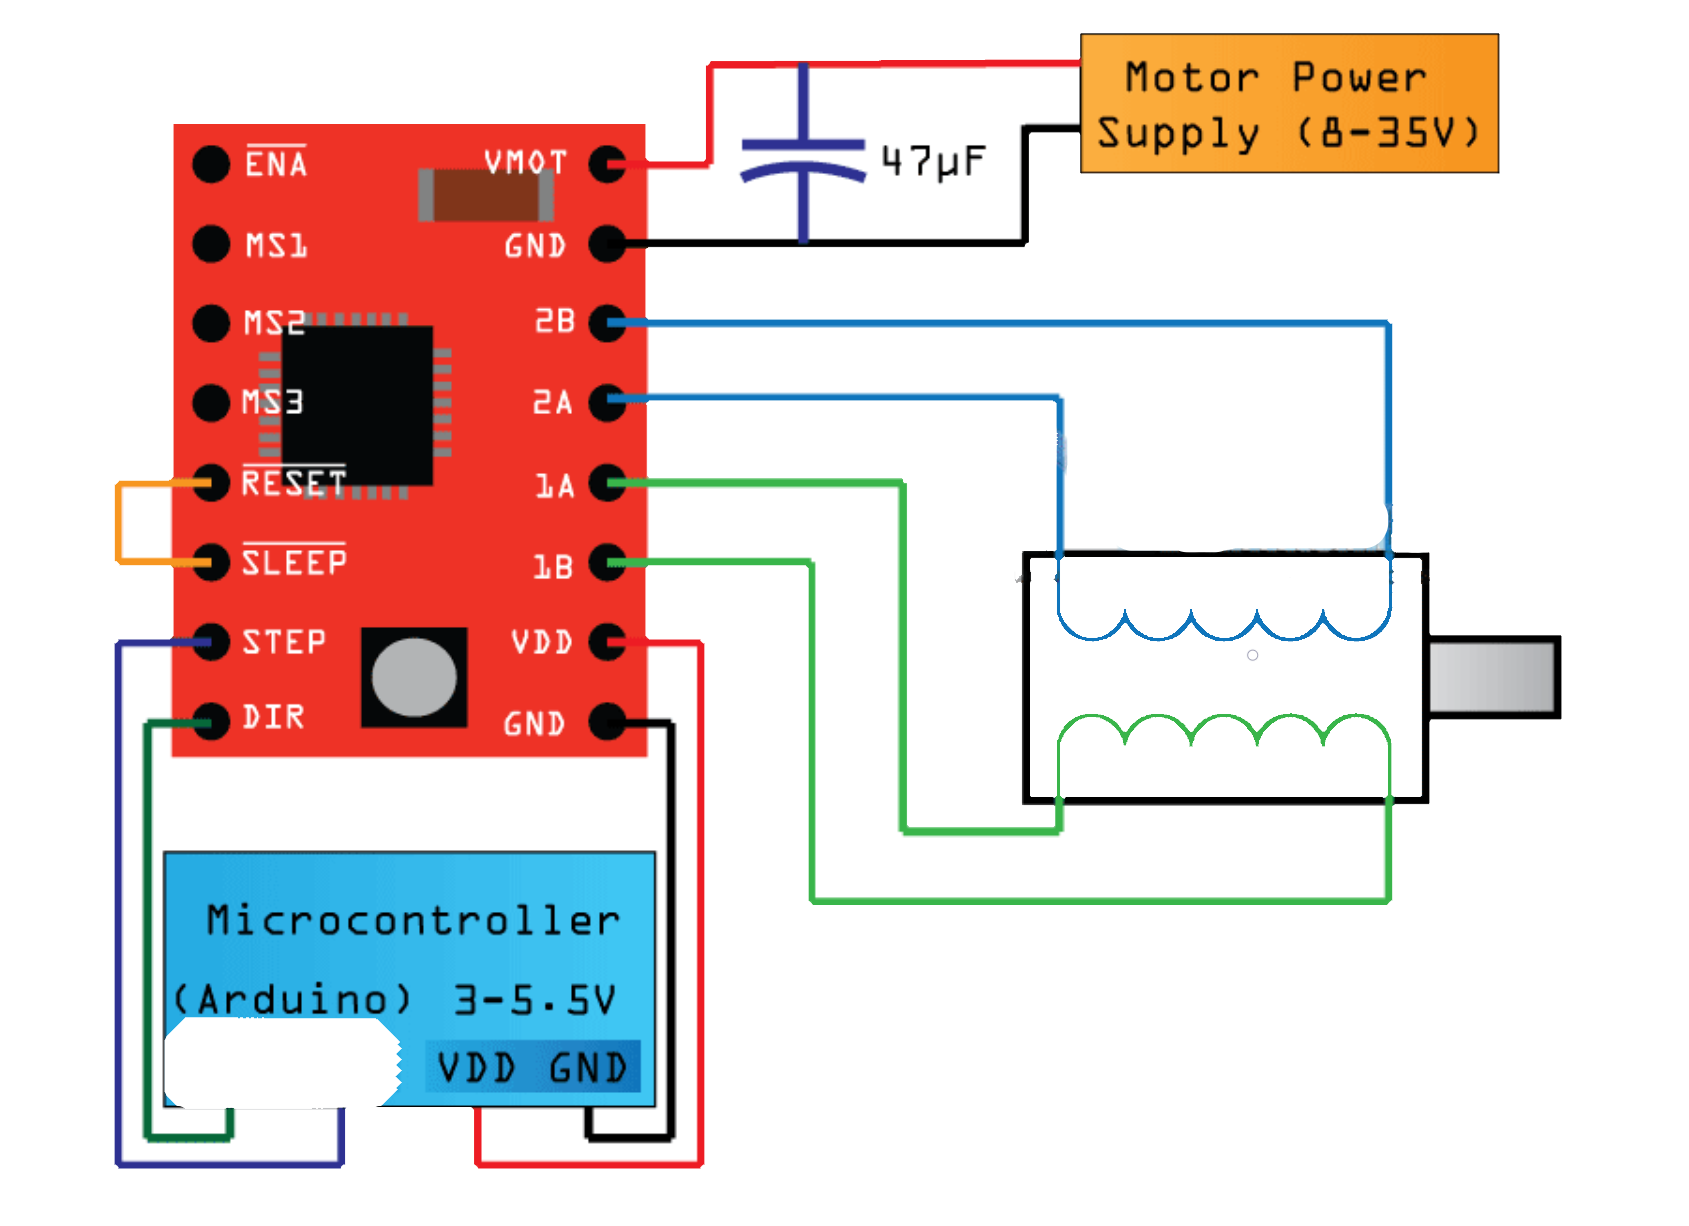 Motor Power
Supply (8-35V)
47µF
ENA
MS1
MS2
MS3
RESET
SLEEP
STEP
DIR
VMOT
GND
2B
2A
1A
1B
VDD
GND
Microcontroller
(Arduino) 3-5.5V
VDD GND